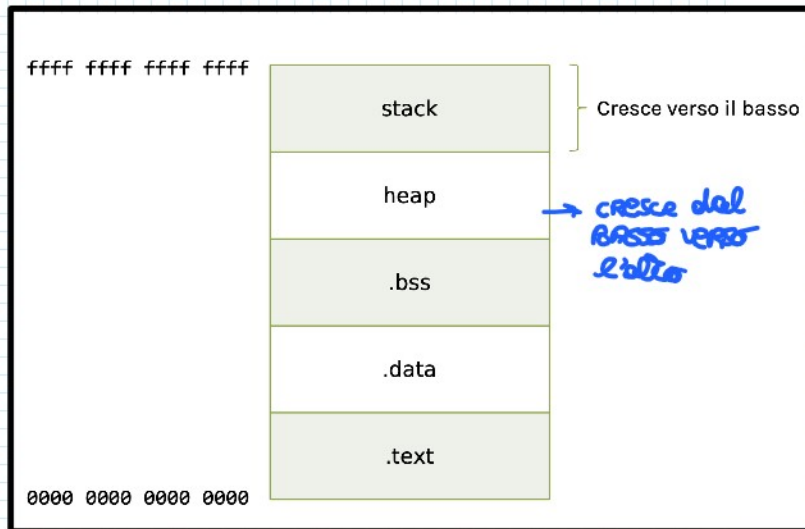 ffff ffff ffff ffff
stack
Cresce verso il basso
heap
→ cresce dal
BASSO verso
l'alto
.bss
.data
.text
0000 0000 0000 0000